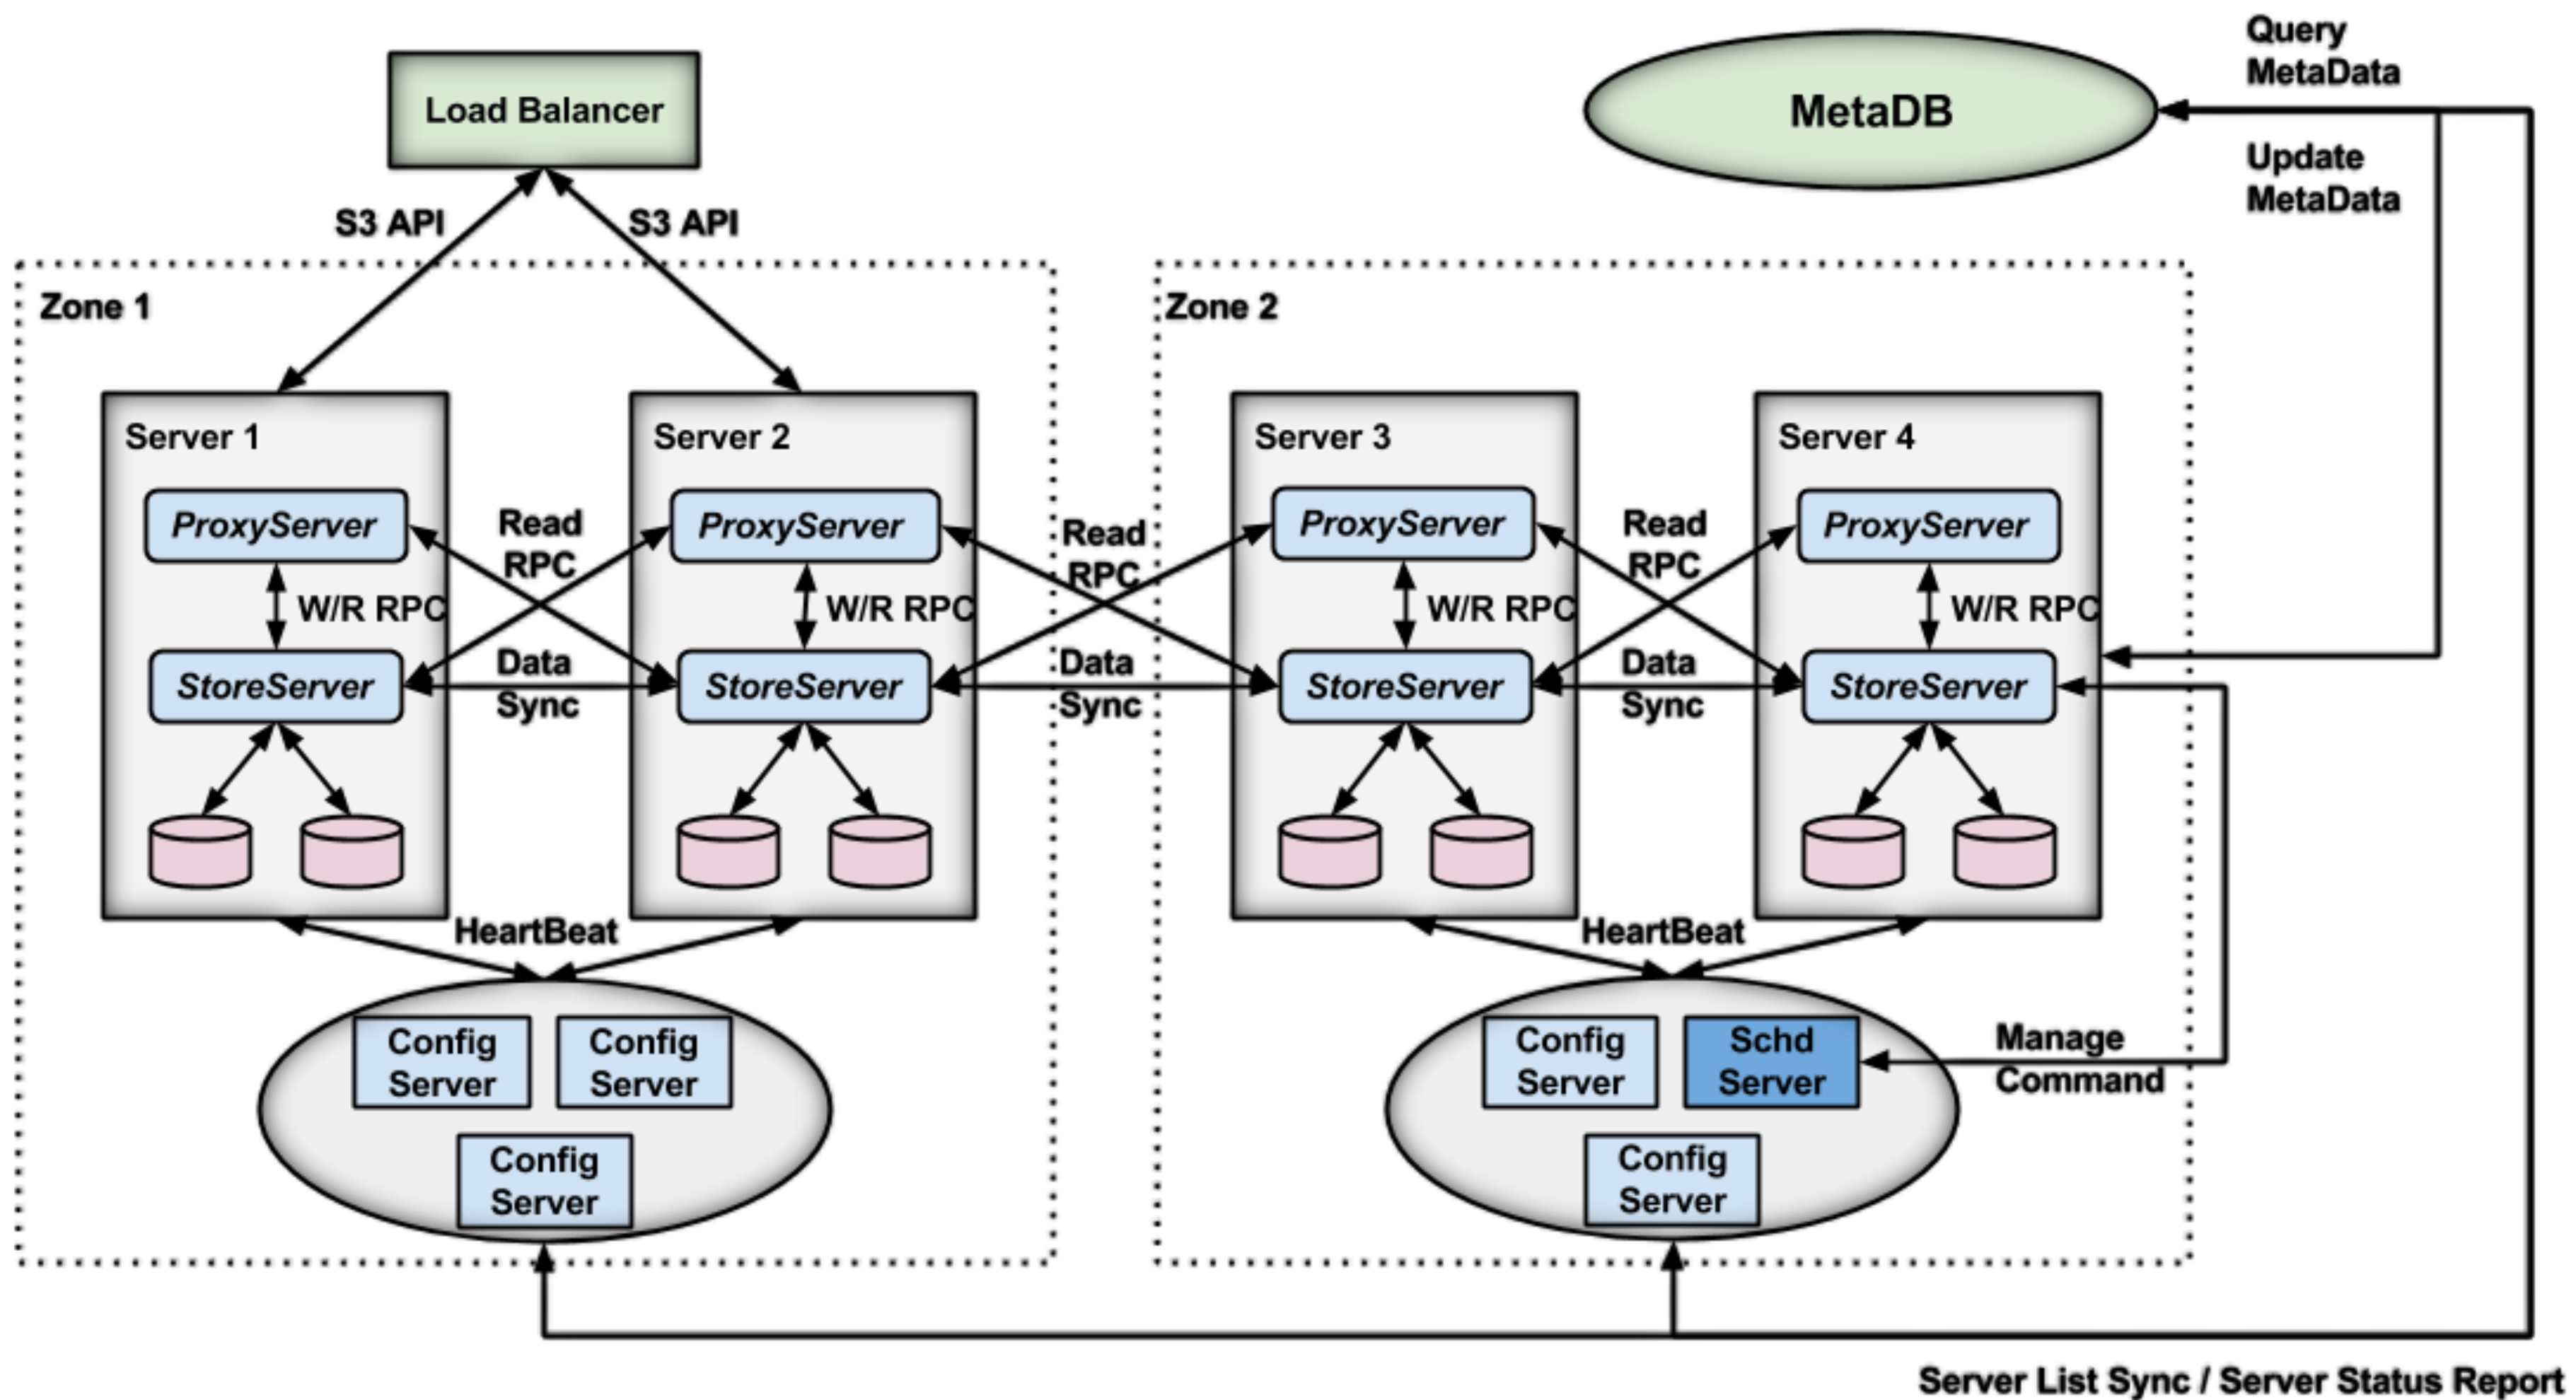 Query
MetaData
Load Balancer
MetaDB
Update
MetaData
S3 API
S3 API
Zone 1
Zone 2
Server 1
Server 2
Server 3
Server 4
ProxyServer
Read
RPC
ProxyServer
Read
RPC
ProxyServer
Read
RPC
ProxyServer
W/R RPC
W/R RPC
W/R RPC
W/R RPC
StoreServer
Data
Sync
StoreServer
Data
Sync
StoreServer
Data
Sync
StoreServer
HeartBeat
HeartBeat
Config
Server
Config
Server
Config
Server
Schd
Server
Manage
Command
Config
Server
Config
Server
Server List Sync / Server Status Report